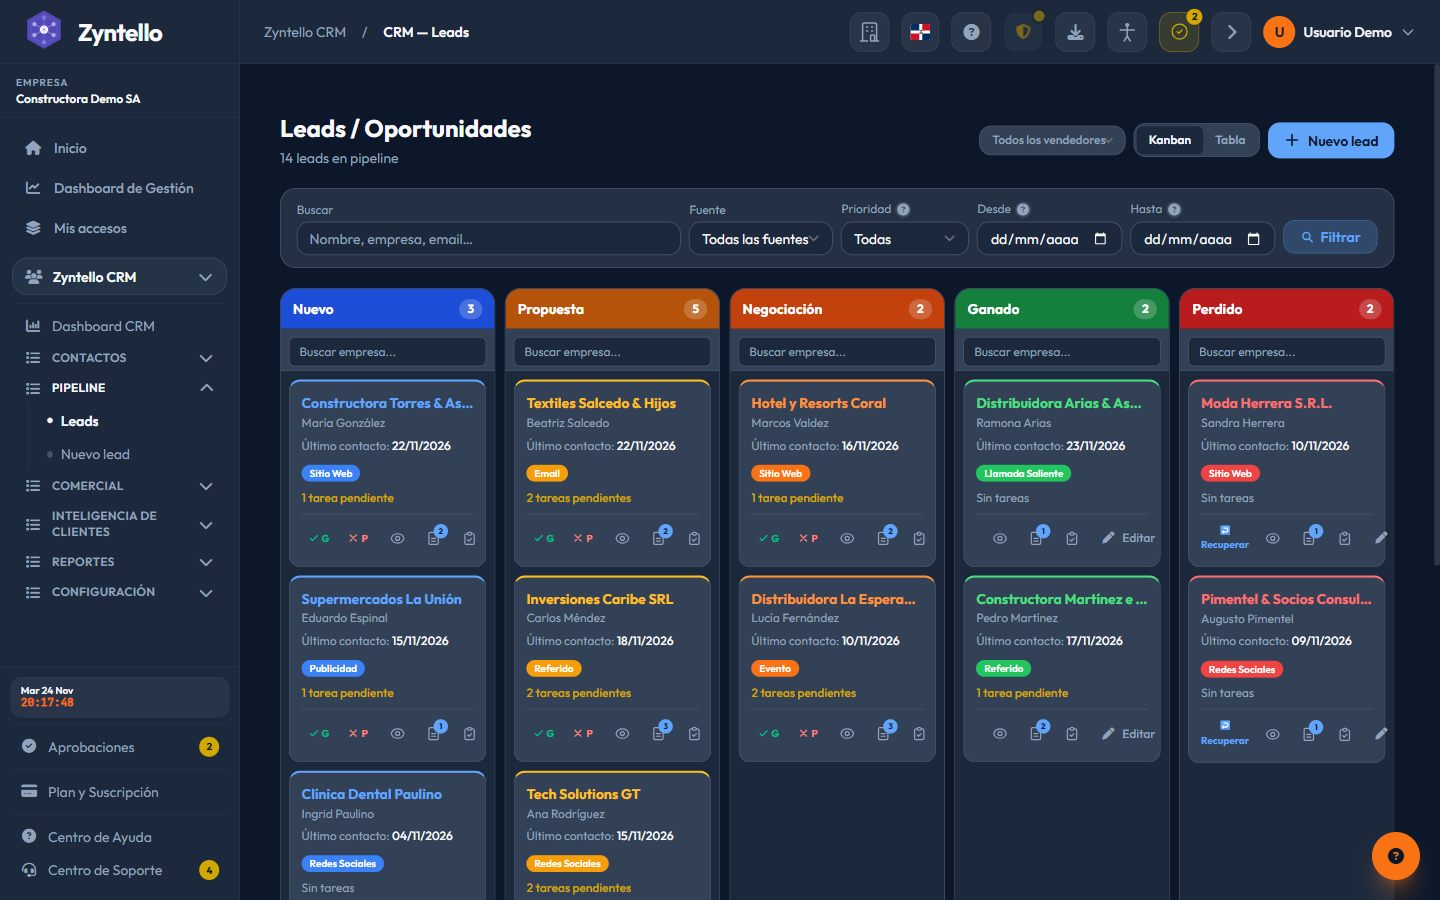 Zyntello
Zyntello CRM / CRM — Leads
2
U
Usuario Demo
EMPRESA
Constructora Demo SA
Inicio
Dashboard de Gestión
Mis accesos
Zyntello CRM
Dashboard CRM
CONTACTOS
PIPELINE
Leads
Nuevo lead
COMERCIAL
INTELIGENCIA DE
CLIENTES
REPORTES
CONFIGURACIÓN
Mar 24 Nov
20:17:48
Aprobaciones 2
Plan y Suscripción
Centro de Ayuda
Centro de Soporte 4
Leads / Oportunidades
14 leads en pipeline
Todos los vendedores
Kanban
Tabla
Nuevo lead
Buscar
Nombre, empresa, email...
Fuente
Todas las fuentes
Prioridad ?
Todas
Desde ?
dd/mm/aaaa
Hasta ?
dd/mm/aaaa
Filtrar
Nuevo 3
Buscar empresa...
Constructora Torres & As...
María González
Último contacto: 22/11/2026
Sitio Web
1 tarea pendiente
G P 2
Supermercados La Unión
Eduardo Espinal
Último contacto: 15/11/2026
Publicidad
1 tarea pendiente
G P 1
Clínica Dental Paulino
Ingrid Paulino
Último contacto: 04/11/2026
Redes Sociales
Sin tareas
Propuesta 5
Buscar empresa...
Textiles Salcedo & Hijos
Beatriz Salcedo
Último contacto: 22/11/2026
Email
2 tareas pendientes
G P 2
Inversiones Caribe SRL
Carlos Méndez
Último contacto: 18/11/2026
Referido
2 tareas pendientes
G P 3
Tech Solutions GT
Ana Rodríguez
Último contacto: 15/11/2026
Redes Sociales
2 tareas pendientes
Negociación 2
Buscar empresa...
Hotel y Resorts Coral
Marcos Valdez
Último contacto: 16/11/2026
Sitio Web
1 tarea pendiente
G P 2
Distribuidora La Espera...
Lucía Fernández
Último contacto: 10/11/2026
Evento
2 tareas pendientes
G P 3
Ganado 2
Buscar empresa...
Distribuidora Arias & As...
Ramona Arias
Último contacto: 23/11/2026
Llamada Saliente
Sin tareas
1 Editar
Constructora Martínez e ...
Pedro Martínez
Último contacto: 17/11/2026
Referido
1 tarea pendiente
2 Editar
Perdido 2
Buscar empresa...
Moda Herrera S.R.L.
Sandra Herrera
Último contacto: 10/11/2026
Sitio Web
Sin tareas
Recuperar 1
Pimentel & Socios Consul...
Augusto Pimentel
Último contacto: 09/11/2026
Redes Sociales
Sin tareas
Recuperar 1
?